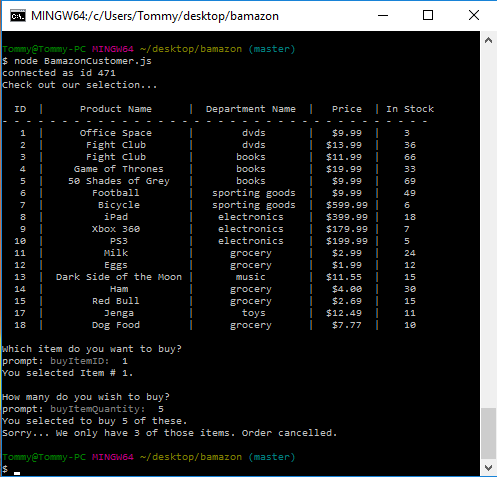 MINGW64:/c/Users/Tommy/desktop/bamazon
Tommy@Tommy-PC MINGW64 ~/desktop/bamazon (master)
$ node BamazonCustomer.js
connected as id 471
Check out our selection...
ID | Product Name | Department Name | Price | In Stock
- - - - - - - - - - - - - - - - - - - - - - - - - - - - - - - - - - - -
1 | Office Space | dvds | $9.99 | 3
2 | Fight Club | dvds | $13.99 | 36
3 | Fight Club | books | $11.99 | 66
4 | Game of Thrones | books | $19.99 | 33
5 | 50 Shades of Grey | books | $9.99 | 69
6 | Football | sporting goods | $9.99 | 49
7 | Bicycle | sporting goods | $599.99 | 6
8 | iPad | electronics | $399.99 | 18
9 | Xbox 360 | electronics | $179.99 | 7
10 | PS3 | electronics | $199.99 | 5
11 | Milk | grocery | $2.99 | 24
12 | Eggs | grocery | $1.99 | 12
13 | Dark Side of the Moon | music | $11.55 | 15
14 | Ham | grocery | $4.00 | 30
15 | Red Bull | grocery | $2.69 | 15
17 | Jenga | toys | $12.49 | 11
18 | Dog Food | grocery | $7.77 | 10
Which item do you want to buy?
prompt: buyItemID:  1
You selected Item # 1.
How many do you wish to buy?
prompt: buyItemQuantity:  5
You selected to buy 5 of these.
Sorry... We only have 3 of those items. Order cancelled.
Tommy@Tommy-PC MINGW64 ~/desktop/bamazon (master)
$